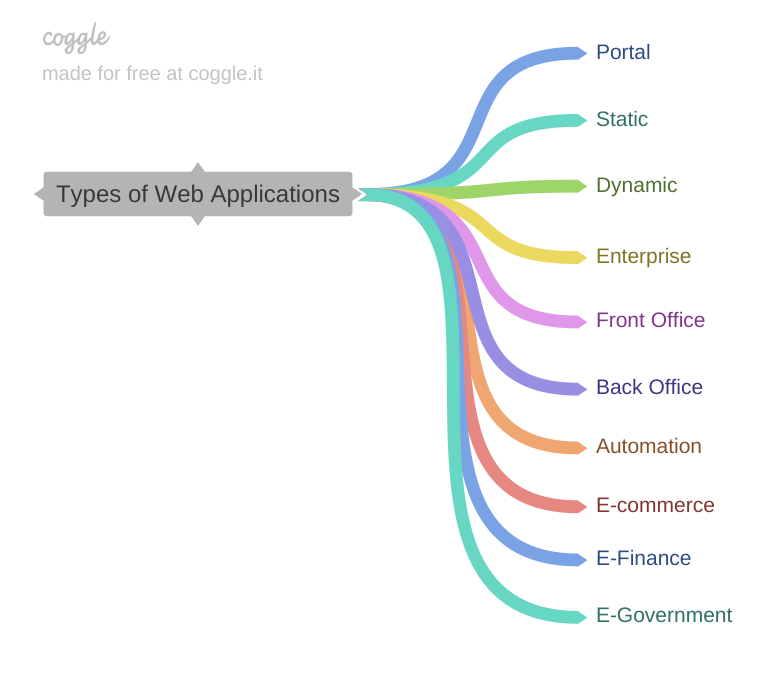 coggle
made for free at coggle.it
Types of Web Applications
Portal
Static
Dynamic
Enterprise
Front Office
Back Office
Automation
E-commerce
E-Finance
E-Government